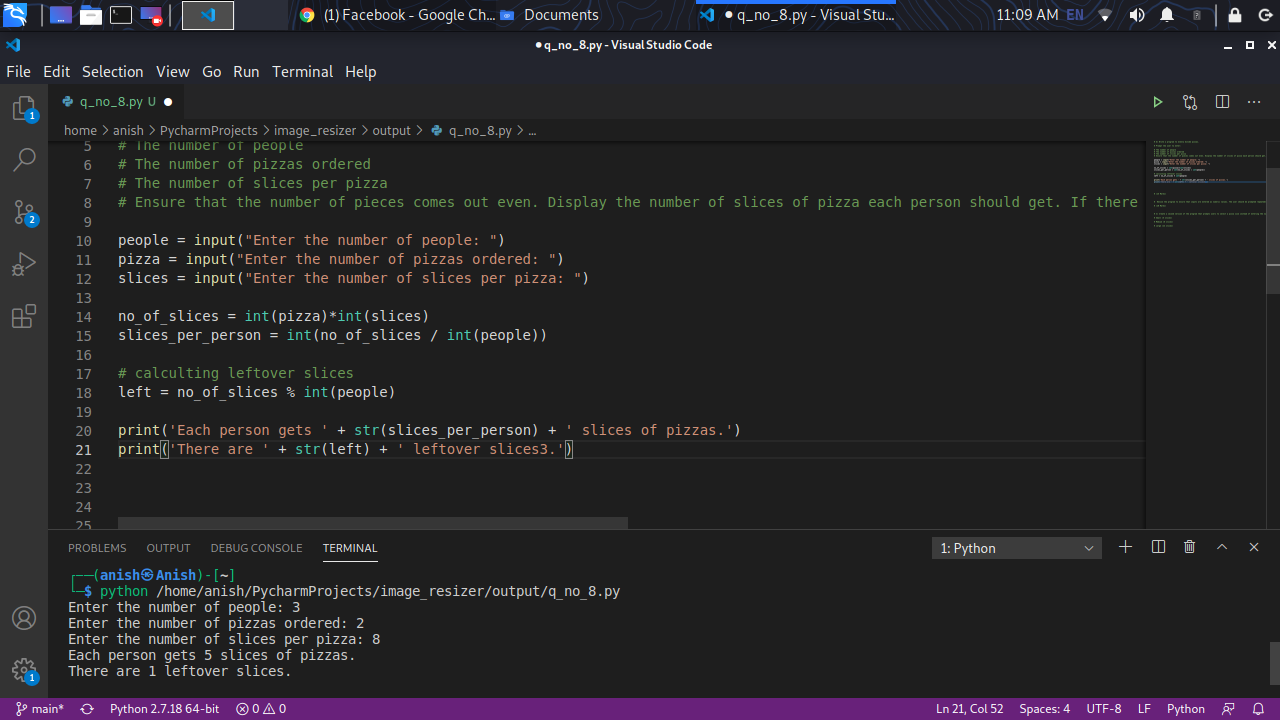 (1) Facebook - Google Ch...
Documents
● q_no_8.py - Visual Stu...
11:09 AM EN
● q_no_8.py - Visual Studio Code
File Edit Selection View Go Run Terminal Help
q_no_8.py U ●
home > anish > PycharmProjects > image_resizer > output > q_no_8.py > ...
5 # The number of people
6 # The number of pizzas ordered
7 # The number of slices per pizza
8 # Ensure that the number of pieces comes out even. Display the number of slices of pizza each person should get. If there
9
10 people = input("Enter the number of people: ")
11 pizza = input("Enter the number of pizzas ordered: ")
12 slices = input("Enter the number of slices per pizza: ")
13
14 no_of_slices = int(pizza)*int(slices)
15 slices_per_person = int(no_of_slices / int(people))
16
17 # calculting leftover slices
18 left = no_of_slices % int(people)
19
20 print('Each person gets ' + str(slices_per_person) + ' slices of pizzas.')
21 print('There are ' + str(left) + ' leftover slices3.')
22
23
24
25
PROBLEMS OUTPUT DEBUG CONSOLE TERMINAL
1: Python
┌──(anish㉿Anish)-[~]
└─$ python /home/anish/PycharmProjects/image_resizer/output/q_no_8.py
Enter the number of people: 3
Enter the number of pizzas ordered: 2
Enter the number of slices per pizza: 8
Each person gets 5 slices of pizzas.
There are 1 leftover slices.
1
2
1
main* Python 2.7.18 64-bit 0 0 Ln 21, Col 52 Spaces: 4 UTF-8 LF Python